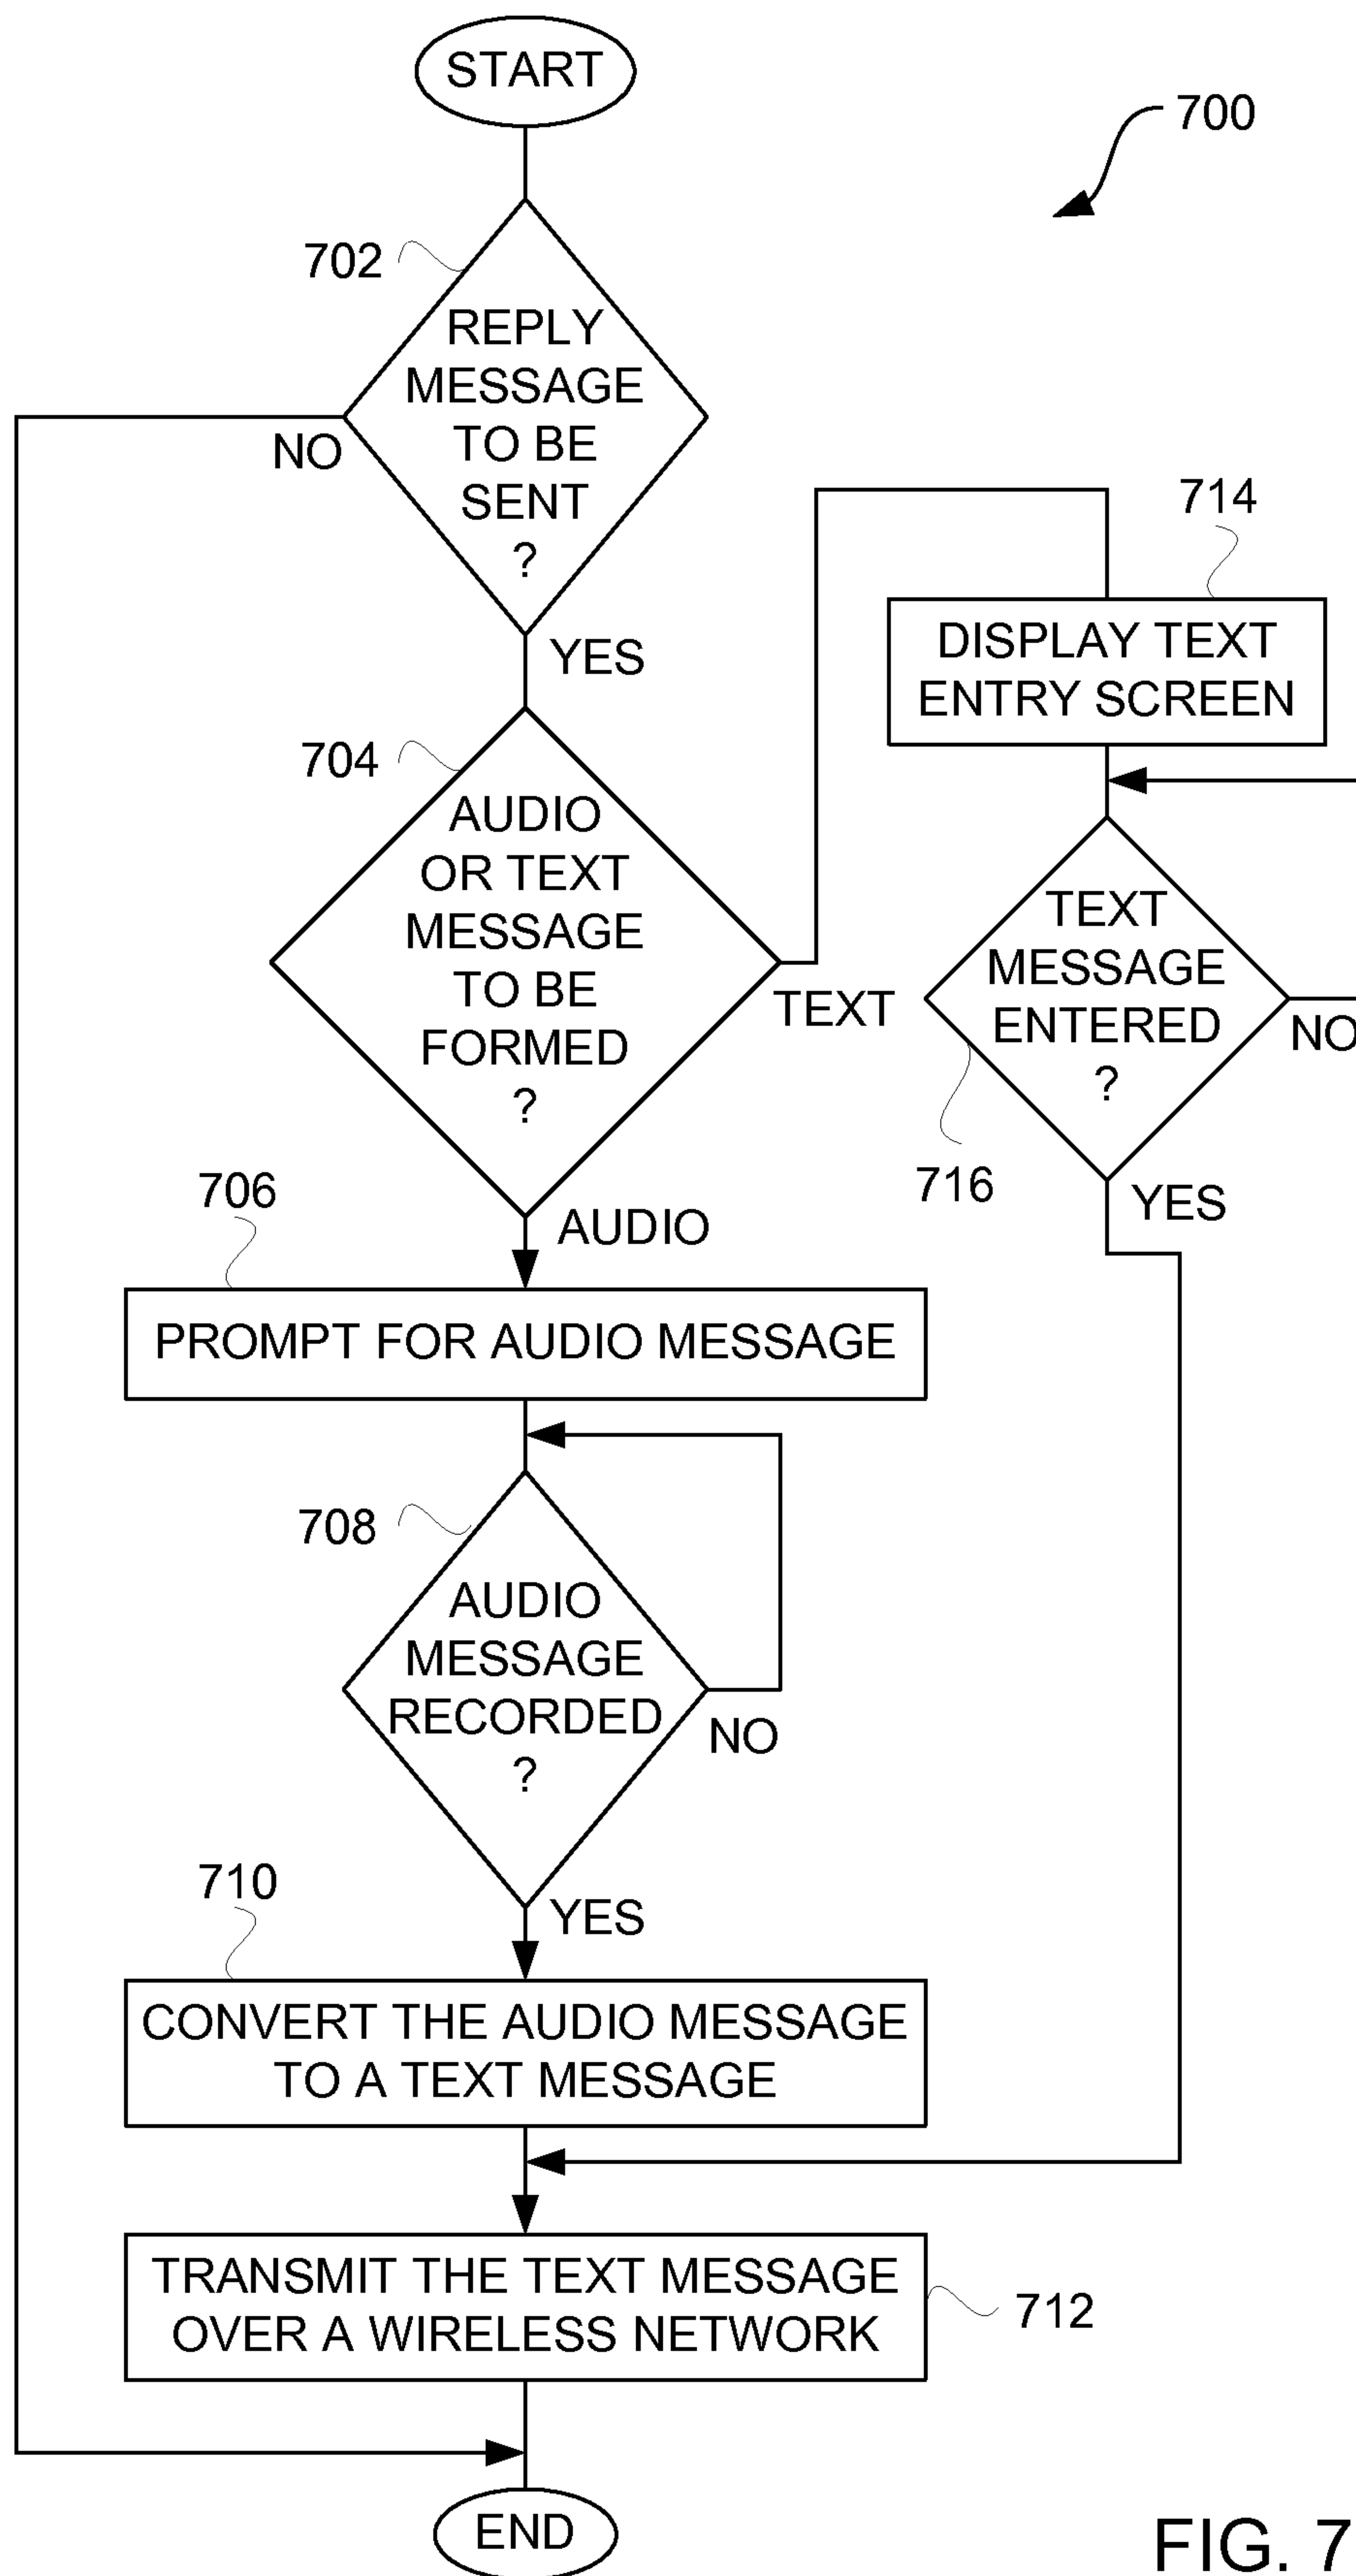 START
700
702
REPLY
MESSAGE
TO BE
SENT
?
NO
YES
704
AUDIO
OR TEXT
MESSAGE
TO BE
FORMED
?
TEXT
AUDIO
714
DISPLAY TEXT
ENTRY SCREEN
TEXT
MESSAGE
ENTERED
?
NO
716
YES
706
PROMPT FOR AUDIO MESSAGE
708
AUDIO
MESSAGE
RECORDED
?
NO
YES
710
CONVERT THE AUDIO MESSAGE
TO A TEXT MESSAGE
TRANSMIT THE TEXT MESSAGE
OVER A WIRELESS NETWORK
712
END
FIG. 7